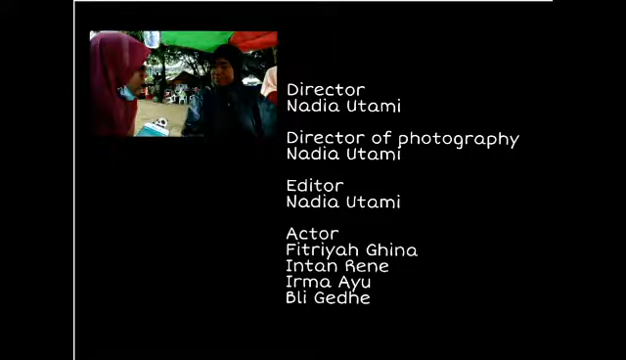 Director
Nadia Utami
Director of photography
Nadia Utami
Editor
Nadia Utami
Actor
Fitriyah Ghina
Intan Rene
Irma Ayu
Bli Gedhe